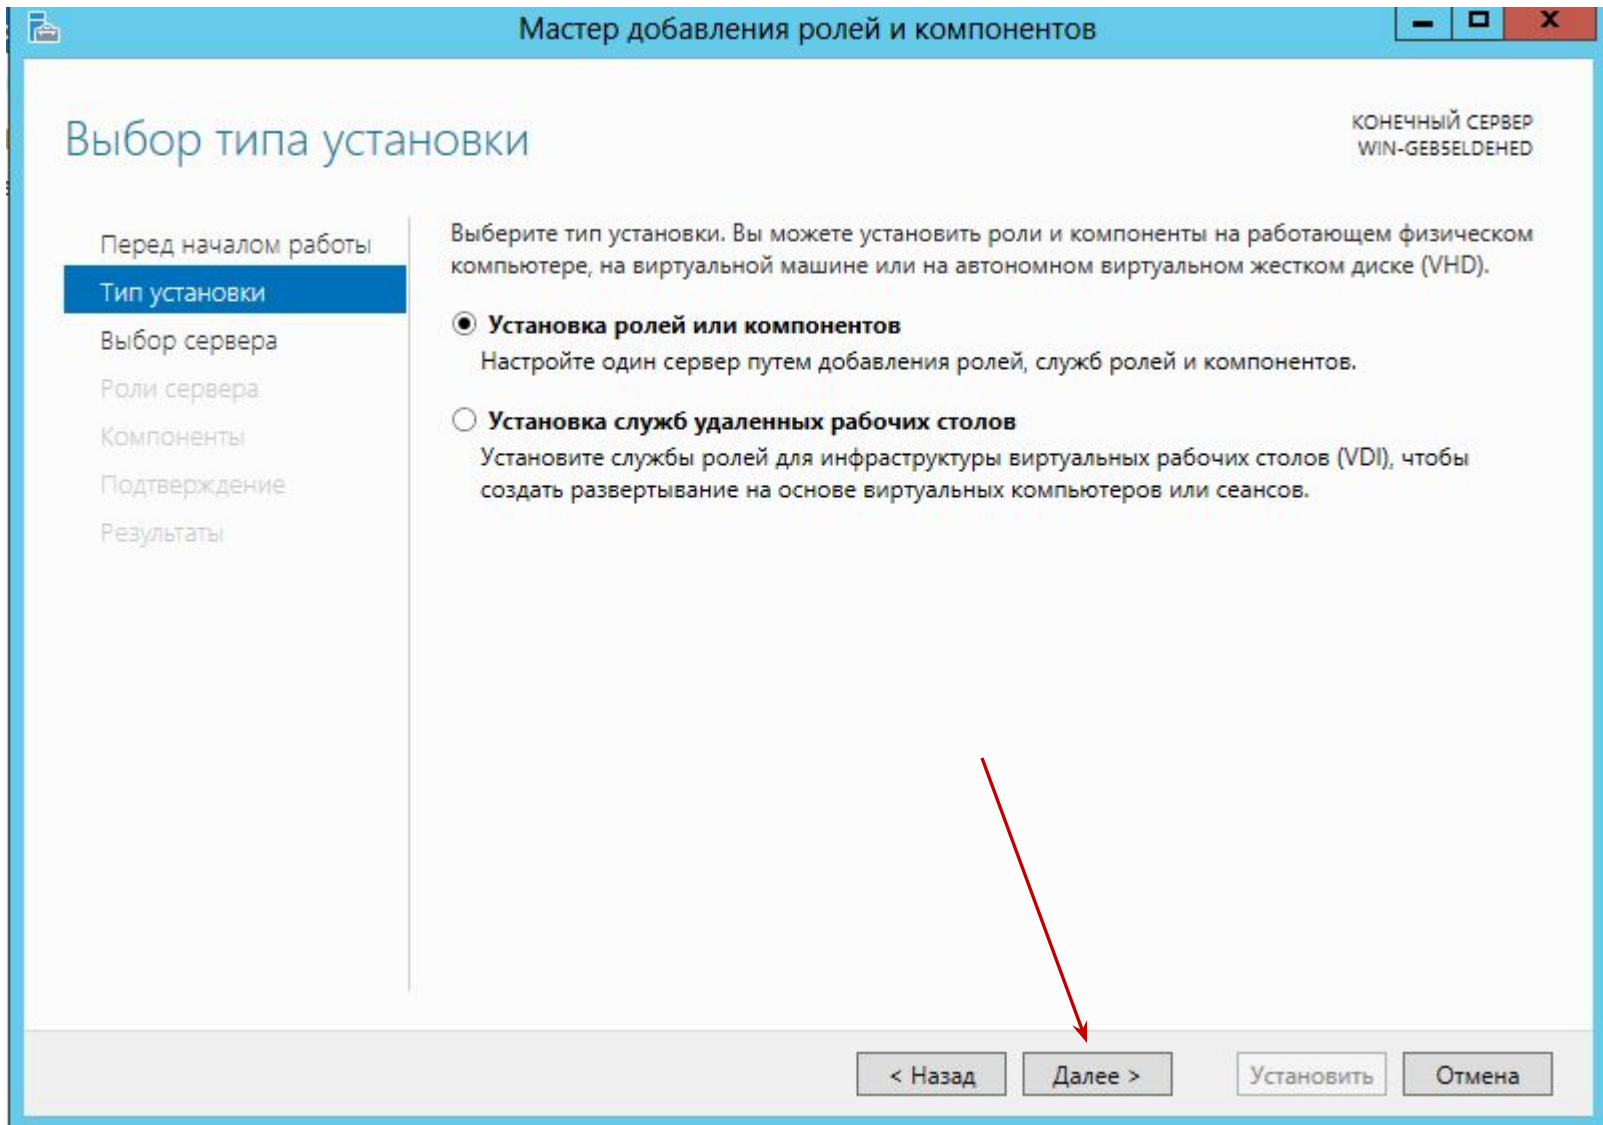 Мастер добавления ролей и компонентов
Выбор типа установки
КОНЕЧНЫЙ СЕРВЕР
WIN-GEB5ELDEHED
Перед началом работы
Тип установки
Выбор сервера
Роли сервера
Компоненты
Подтверждение
Результаты
Выберите тип установки. Вы можете установить роли и компоненты на работающем физическом
компьютере, на виртуальной машине или на автономном виртуальном жестком диске (VHD).
Установка ролей или компонентов
Настройте один сервер путем добавления ролей, служб ролей и компонентов.
Установка служб удаленных рабочих столов
Установите службы ролей для инфраструктуры виртуальных рабочих столов (VDI), чтобы
создать развертывание на основе виртуальных компьютеров или сеансов.
< Назад
Далее >
Установить
Отмена